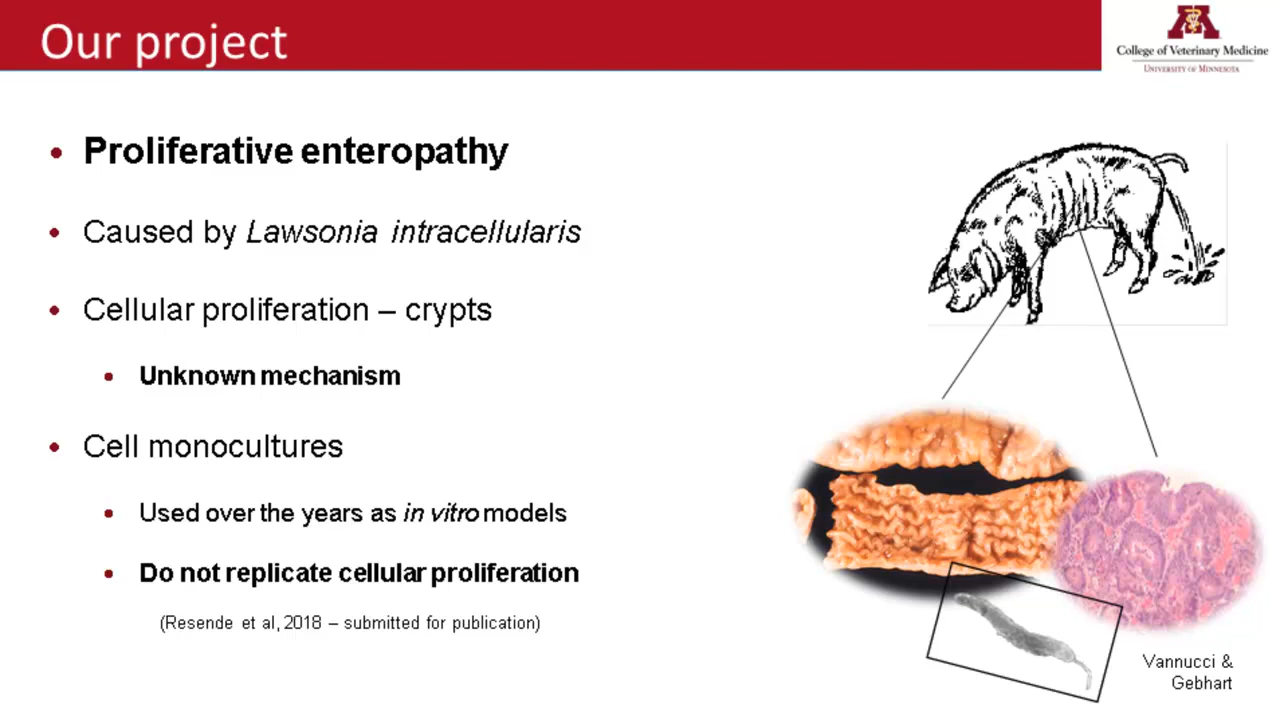 Our project
College of Veterinary Medicine
University of Minnesota
Proliferative enteropathy
Caused by Lawsonia intracellularis
Cellular proliferation – crypts
Unknown mechanism
Cell monocultures
Used over the years as in vitro models
Do not replicate cellular proliferation
(Resende et al, 2018 – submitted for publication)
Vannucci &
Gebhart